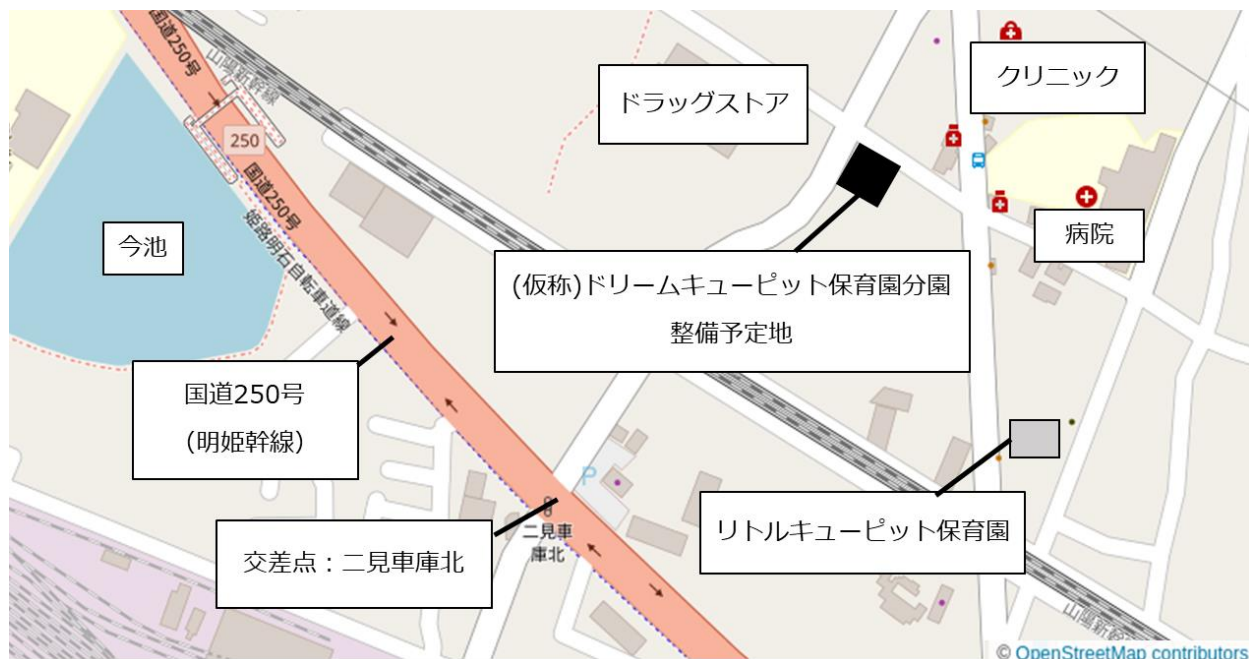 国道250号
山陽新幹線
ドラッグストア
クリニック
250
国道250号
姫路明石自転車道線
今池
病院
(仮称)ドリームキューピット保育園分園
整備予定地
国道250号
(明姫幹線)
P
リトルキューピット保育園
交差点：二見車庫北
二見車
庫北
山陽新幹線
© OpenStreetMap contributors